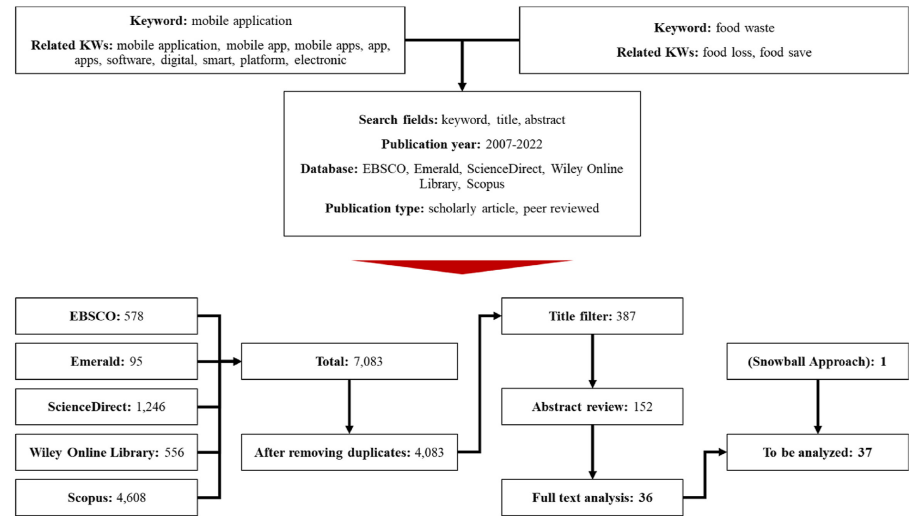 Keyword: mobile application
Related KWs: mobile application, mobile app, mobile apps, app,
apps, software, digital, smart, platform, electronic
Keyword: food waste
Related KWs: food loss, food save
Search fields: keyword, title, abstract
Publication year: 2007-2022
Database: EBSCO, Emerald, ScienceDirect, Wiley Online
Library, Scopus
Publication type: scholarly article, peer reviewed
EBSCO: 578
Emerald: 95
ScienceDirect: 1,246
Wiley Online Library: 556
Scopus: 4,608
Total: 7,083
After removing duplicates: 4,083
Title filter: 387
Abstract review: 152
Full text analysis: 36
(Snowball Approach): 1
To be analyzed: 37